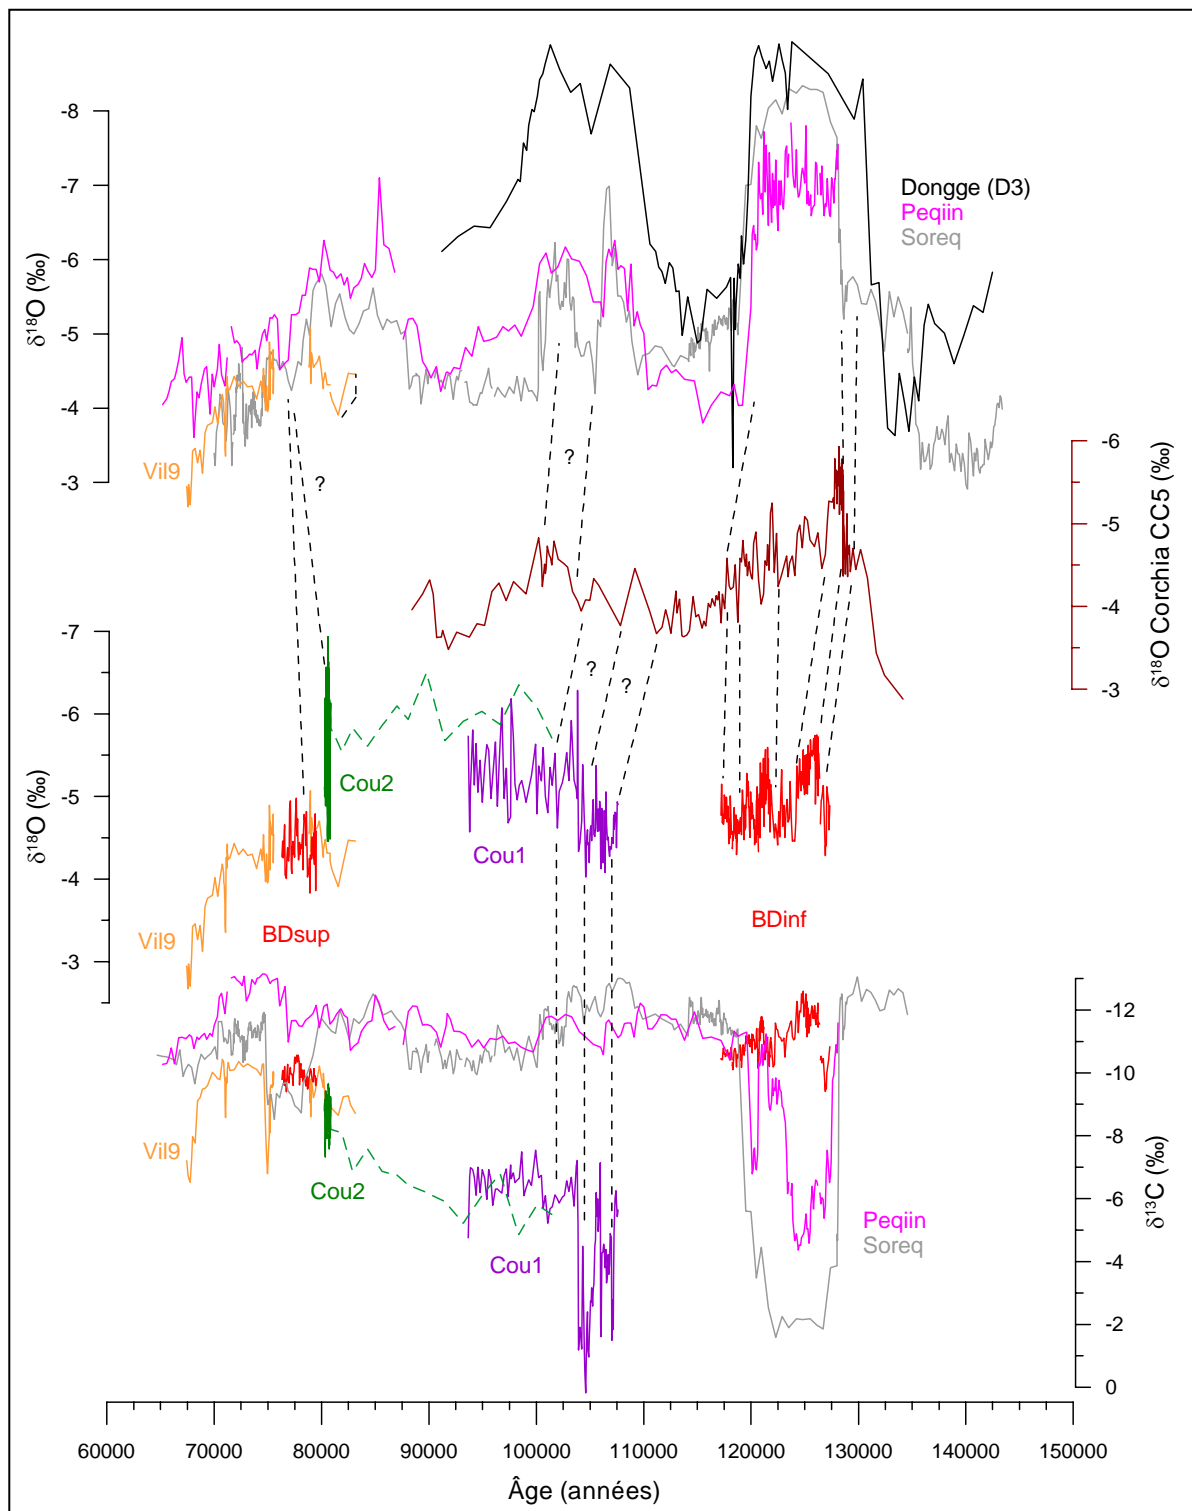 -8
-7
-6
-5
-4
-3
δ18O (‰)
Dongge (D3)
Peqiin
Soreq
Vil9
?
?
-6
-5
-4
-3
δ18O Corchia CC5 (‰)
-7
-6
-5
-4
-3
δ18O (‰)
?
?
Cou2
Cou1
BDsup
BDinf
Vil9
-12
-10
-8
-6
-4
-2
0
δ13C (‰)
Vil9
Cou2
Cou1
Peqiin
Soreq
60000 70000 80000 90000 100000 110000 120000 130000 140000 150000
Âge (années)